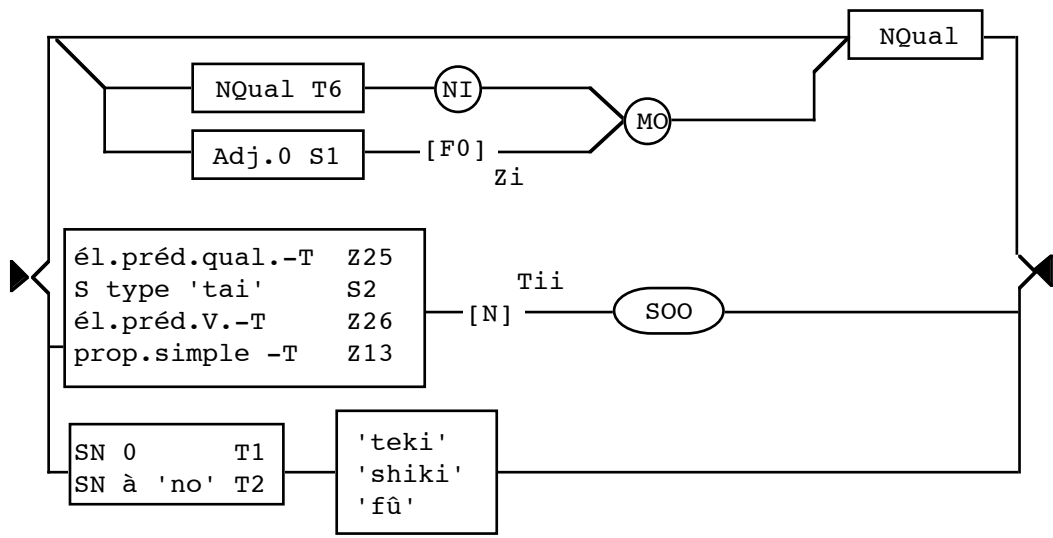 NQual
NQual T6
NI
MO
Adj.0 S1
[F0]
Zi
él.préd.qual.-T Z25
S type 'tai' S2
él.préd.V.-T Z26
prop.simple -T Z13
[N]
Tii
SOO
SN 0 T1
SN à 'no' T2
'teki'
'shiki'
'fû'